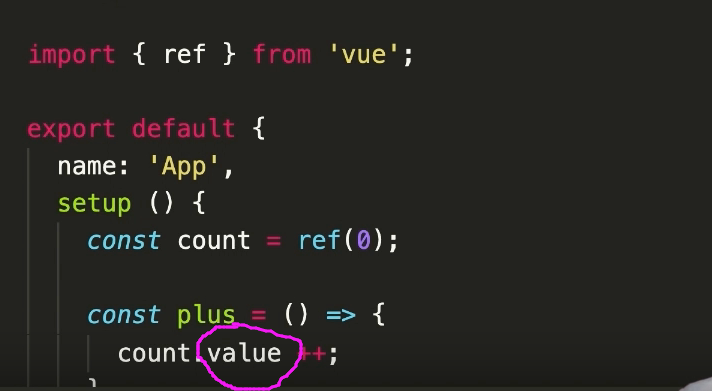 import { ref } from 'vue';
export default {
name: 'App',
setup () {
const count = ref(0);
const plus = () => {
count.value ++;
}